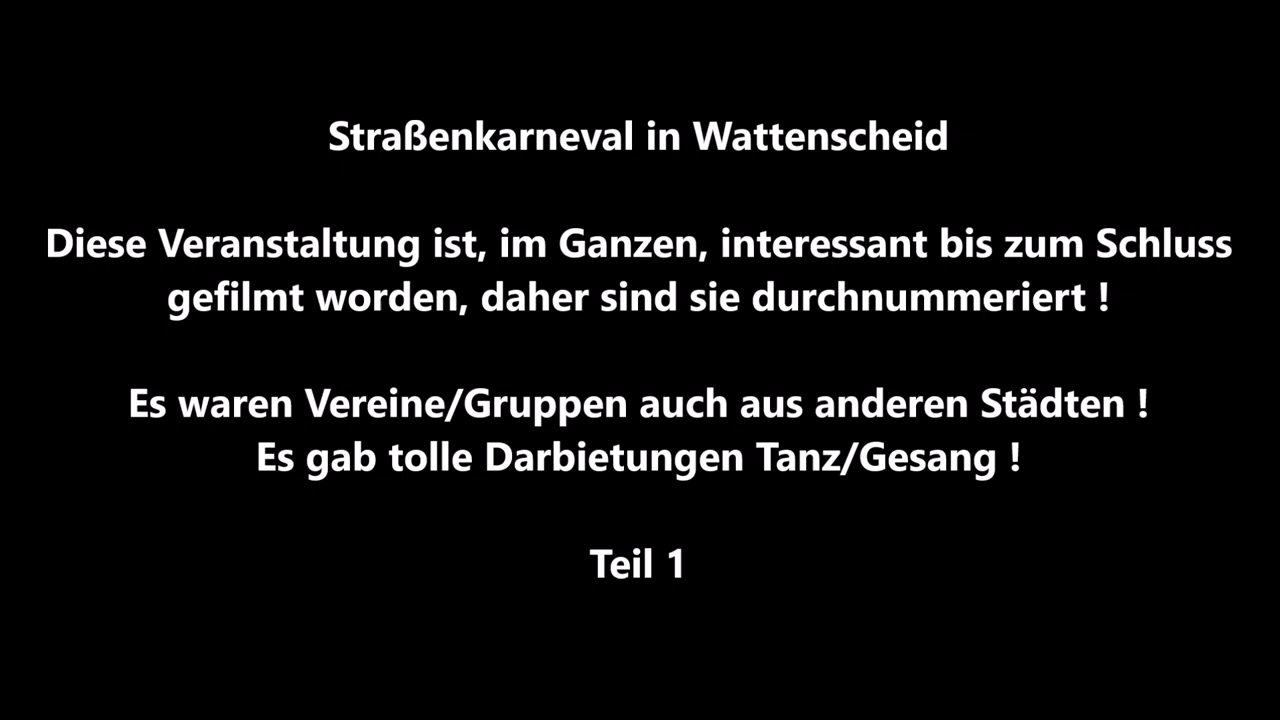 Straßenkarneval in Wattenscheid
Diese Veranstaltung ist, im Ganzen, interessant bis zum Schluss
gefilmt worden, daher sind sie durchnummeriert !
Es waren Vereine/Gruppen auch aus anderen Städten !
Es gab tolle Darbietungen Tanz/Gesang !
Teil 1